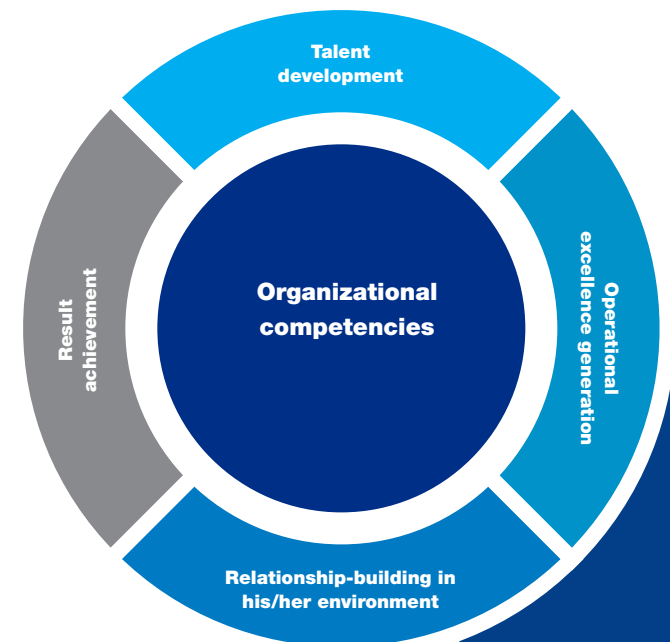 Talent
development
Operational
excellence generation
Organizational
competencies
Result
achievement
Relationship-building in
his/her environment